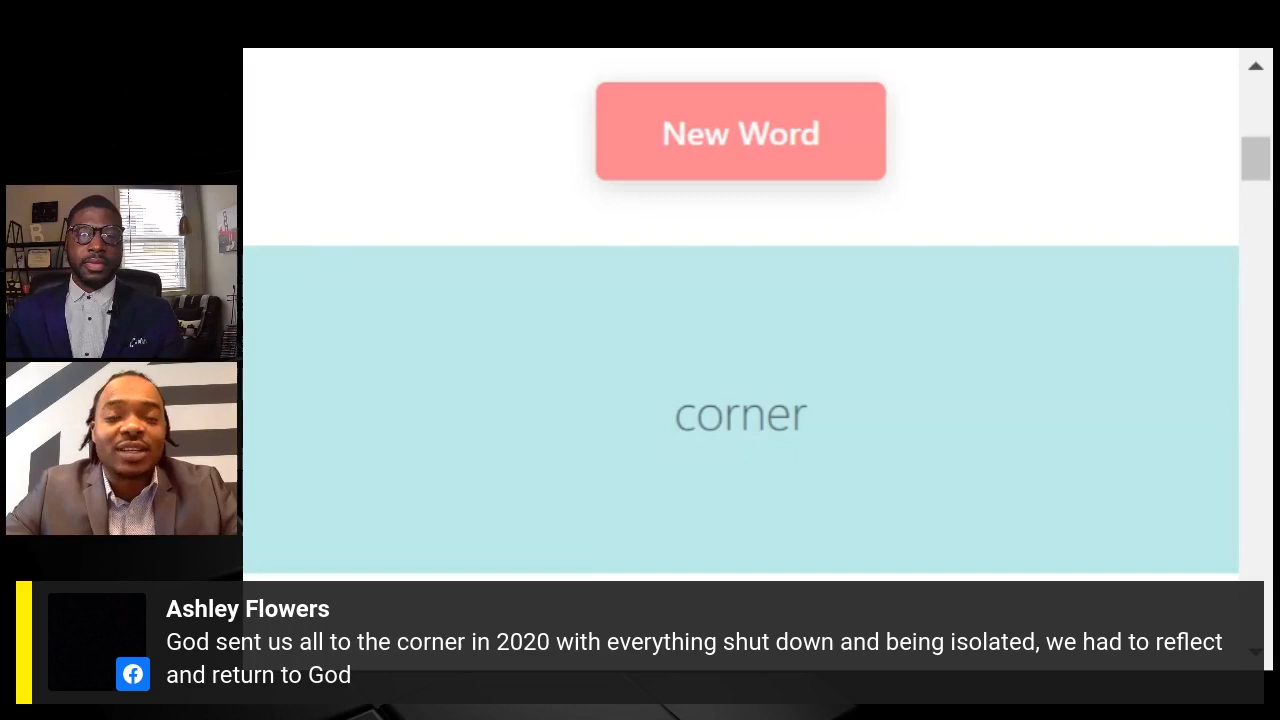 New Word
corner
Ashley Flowers
God sent us all to the corner in 2020 with everything shut down and being isolated, we had to reflect
and return to God